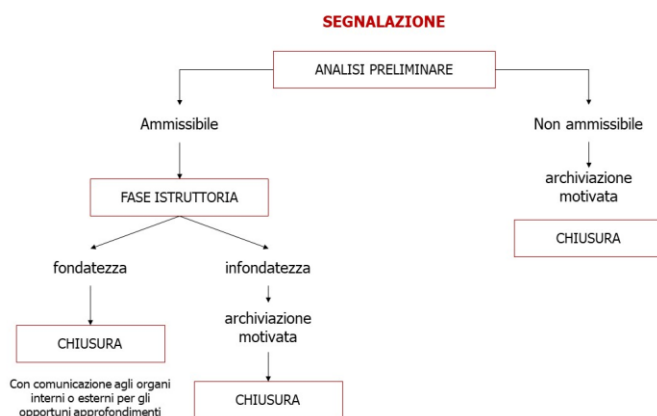 SEGNALAZIONE
ANALISI PRELIMINARE
Ammissibile
Non ammissibile
FASE ISTRUTTORIA
archiviazione
motivata
CHIUSURA
fondatezza
infondatezza
CHIUSURA
archiviazione
motivata
Con comunicazione agli organi
interni o esterni per gli
opportuni approfondimenti
CHIUSURA